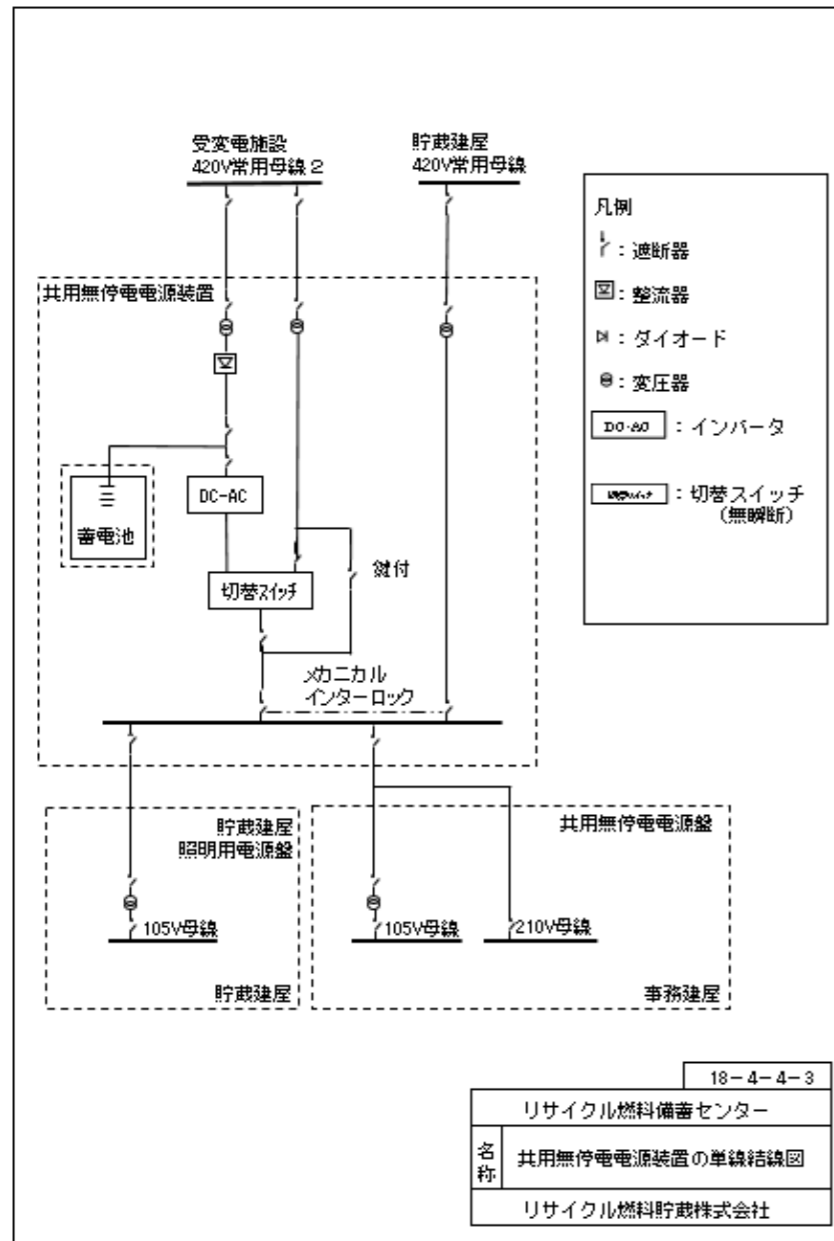 受変電施設
420V常用母線2
貯蔵建屋
420V常用母線
共用無停電電源装置
DC-AC
蓄電池
切替スイッチ
鍵付
メカニカル
インターロック
凡例
：遮断器
：整流器
：ダイオード
：変圧器
DC-AC：インバータ
切替スイッチ：切替スイッチ
(無瞬断)
貯蔵建屋
照明用電源盤
105V母線
貯蔵建屋
共用無停電電源盤
105V母線
210V母線
事務建屋
18-4-4-3
リサイクル燃料備蓄センター
名称
共用無停電電源装置の単線結線図
リサイクル燃料貯蔵株式会社